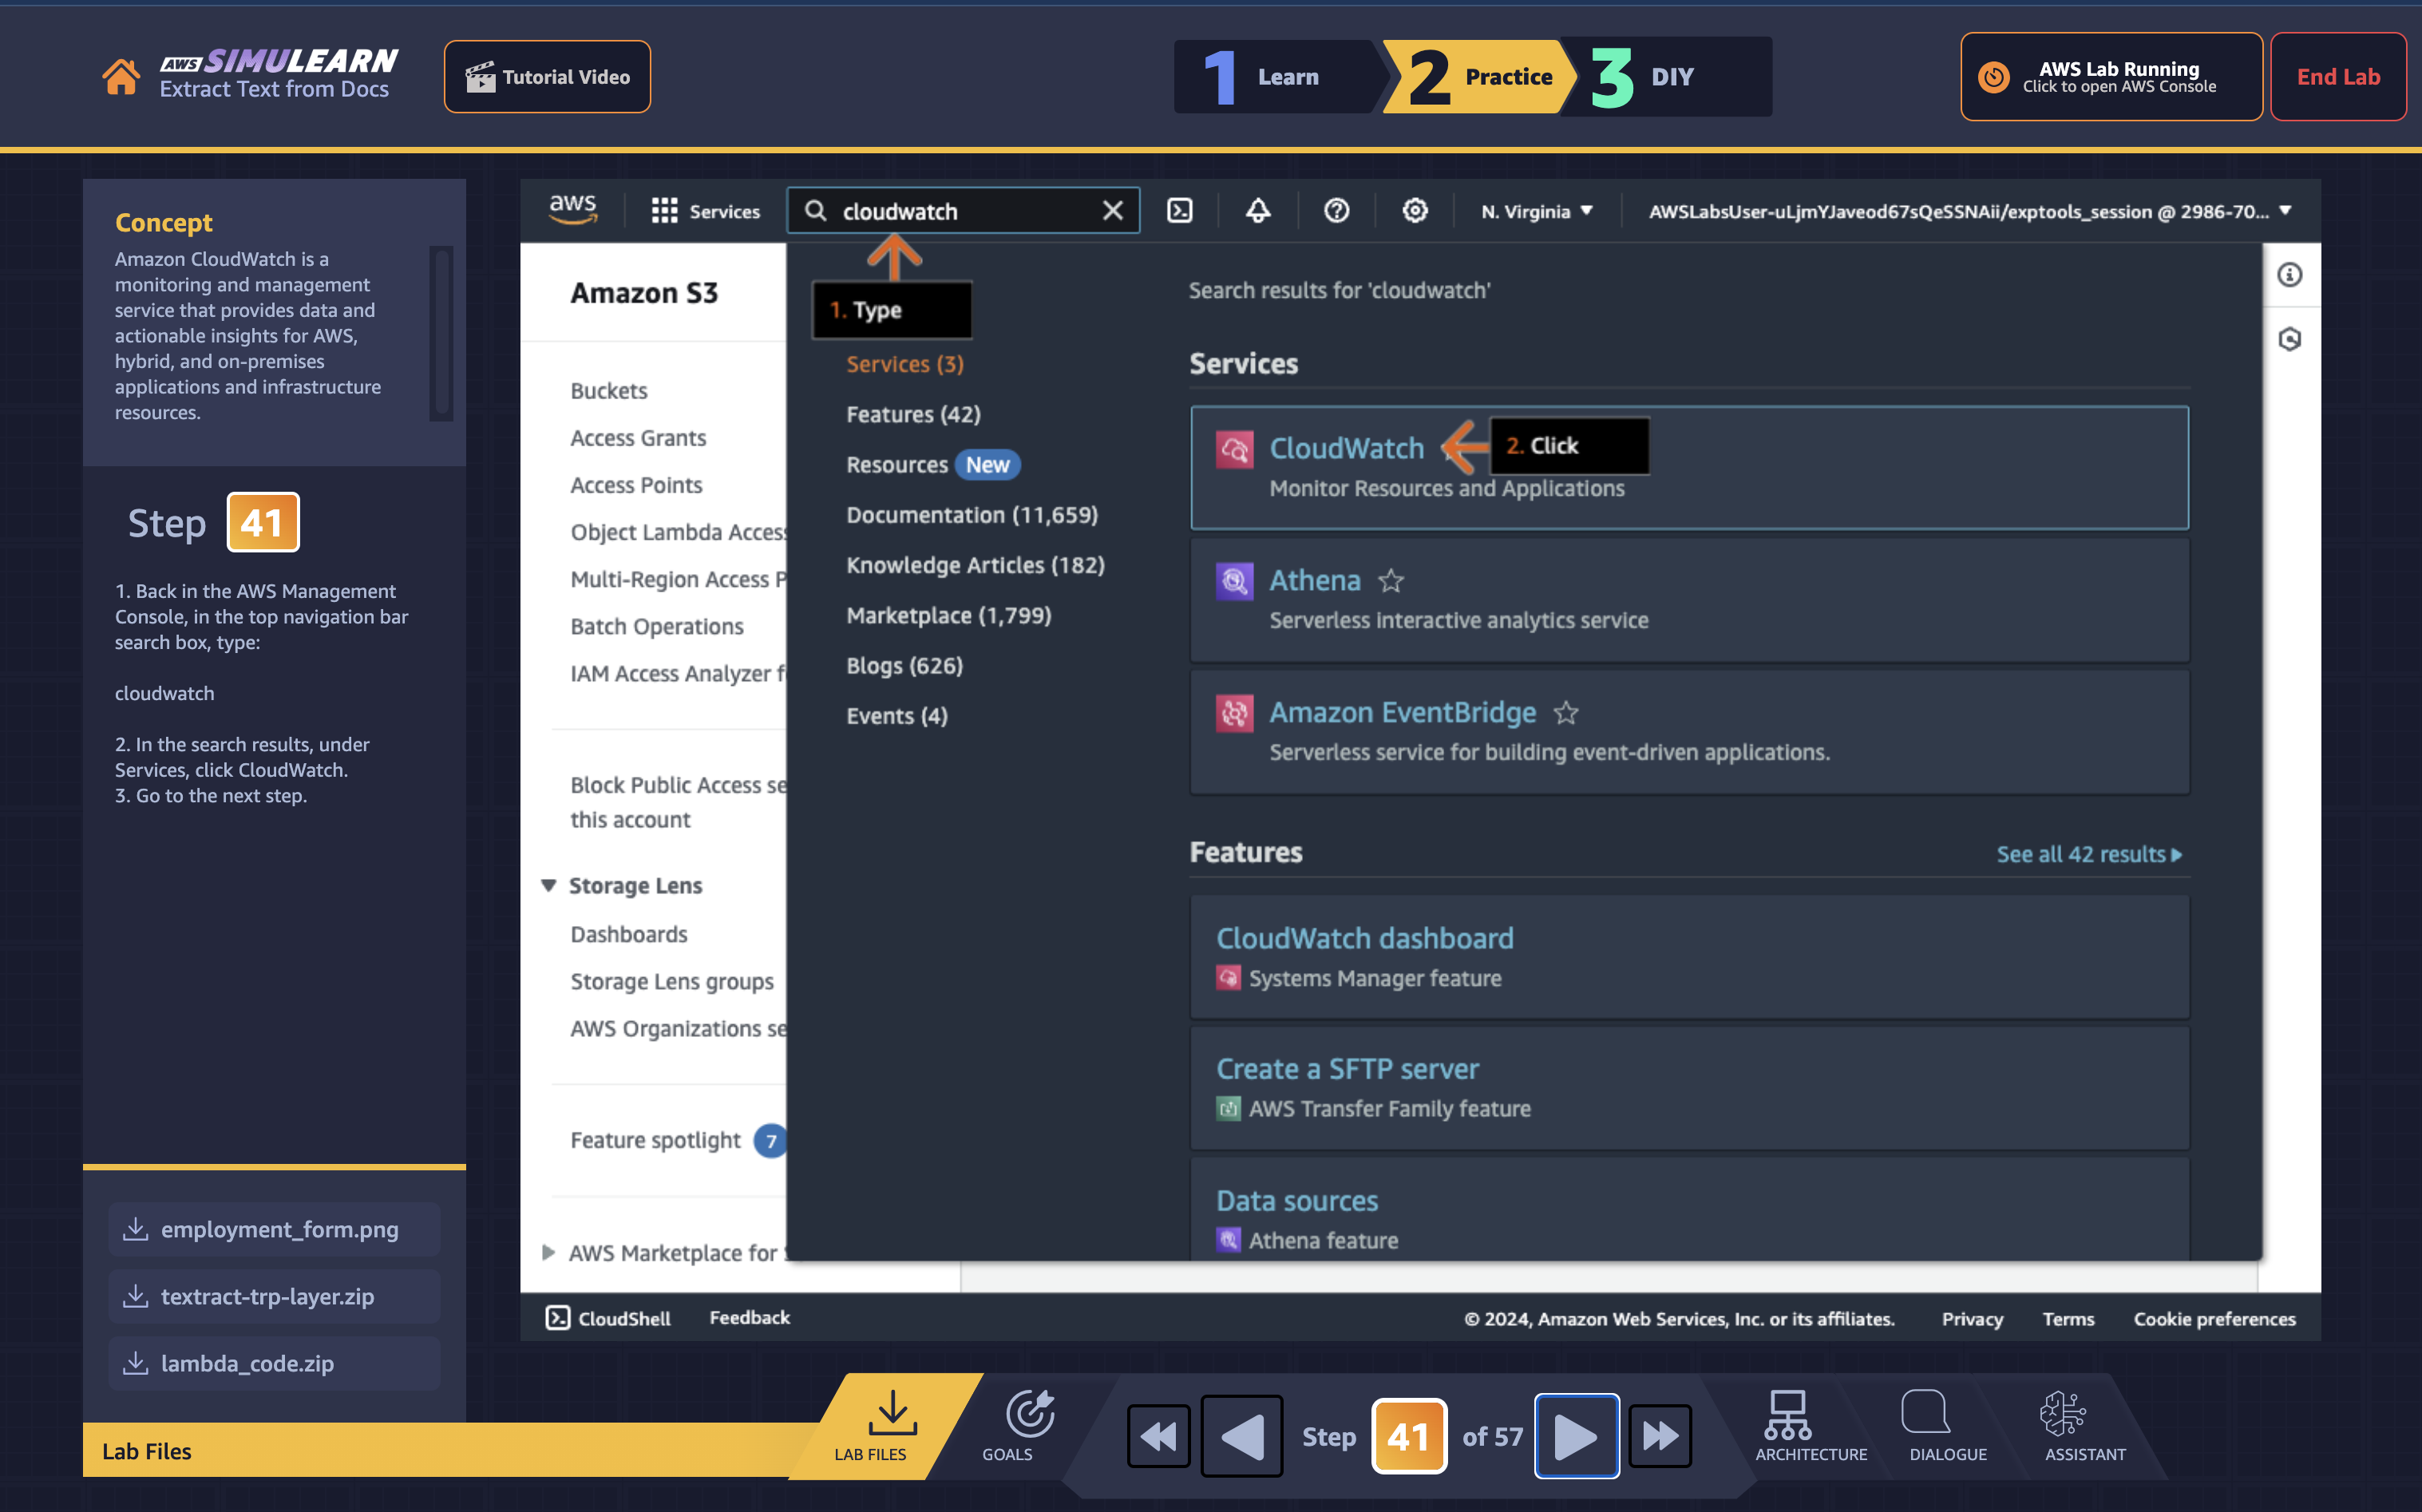 AWS SIMULEARN
Extract Text from Docs
Tutorial Video
1 Learn
2 Practice
3 DIY
AWS Lab Running
Click to open AWS Console
End Lab
Concept
Amazon CloudWatch is a
monitoring and management
service that provides data and
actionable insights for AWS,
hybrid, and on-premises
applications and infrastructure
resources.
Step 41
1. Back in the AWS Management
Console, in the top navigation bar
search box, type:
cloudwatch
2. In the search results, under
Services, click CloudWatch.
3. Go to the next step.
employment_form.png
textract-trp-layer.zip
lambda_code.zip
Lab Files
aws
Services
cloudwatch
N. Virginia
AWSLabsUser-uLjmYJaveod67sQeSSNAii/exptools_session @ 2986-70...
Amazon S3
Buckets
Access Grants
Access Points
Object Lambda Access
Multi-Region Access P
Batch Operations
IAM Access Analyzer f
Block Public Access se
this account
Storage Lens
Dashboards
Storage Lens groups
AWS Organizations se
Feature spotlight 7
AWS Marketplace for
1. Type
Services (3)
Features (42)
Resources New
Documentation (11,659)
Knowledge Articles (182)
Marketplace (1,799)
Blogs (626)
Events (4)
Search results for 'cloudwatch'
Services
CloudWatch
2. Click
Monitor Resources and Applications
Athena
Serverless interactive analytics service
Amazon EventBridge
Serverless service for building event-driven applications.
Features
See all 42 results
CloudWatch dashboard
Systems Manager feature
Create a SFTP server
AWS Transfer Family feature
Data sources
Athena feature
CloudShell
Feedback
© 2024, Amazon Web Services, Inc. or its affiliates.
Privacy
Terms
Cookie preferences
LAB FILES
GOALS
Step 41 of 57
ARCHITECTURE
DIALOGUE
ASSISTANT